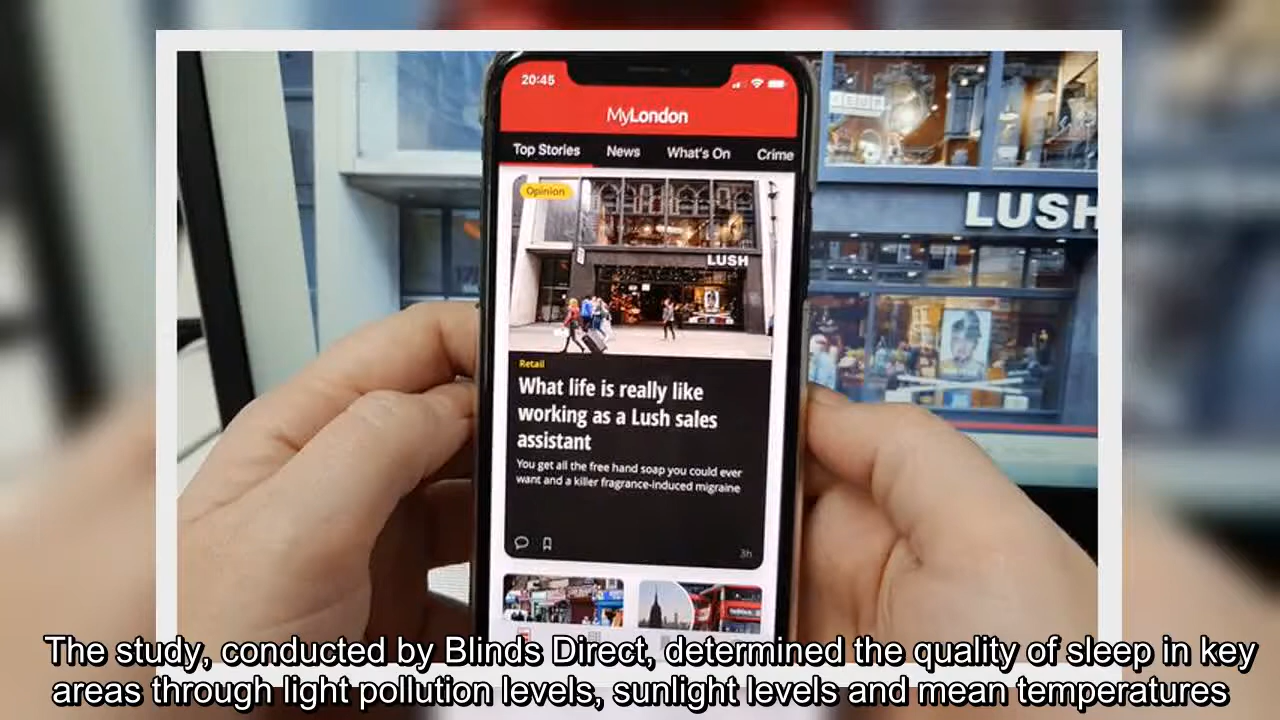 20:45
MyLondon
Top Stories News What's On Crime
Opinion
LUSH
LUSH
Retail
What life is really like
working as a Lush sales
assistant
You get all the free hand soap you could ever
want and a killer fragrance-induced migraine
3h
The study, conducted by Blinds Direct, determined the quality of sleep in key
areas through light pollution levels, sunlight levels and mean temperatures